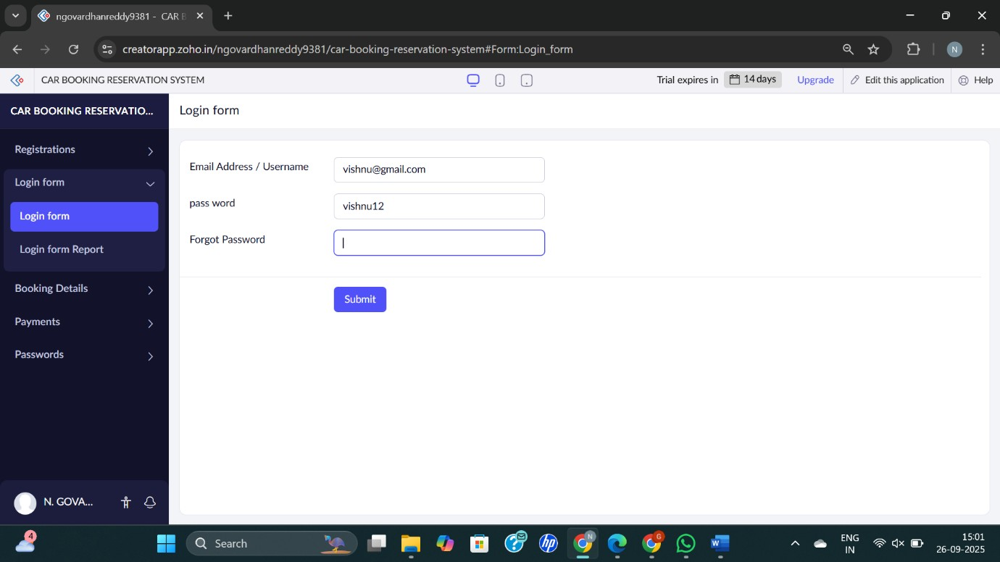 ngovardhanreddy9381 - CAR B
creatorapp.zoho.in/ngovardhanreddy9381/car-booking-reservation-system#Form:Login_form
N
CAR BOOKING RESERVATION SYSTEM
Trial expires in 14 days
Upgrade
Edit this application
Help
CAR BOOKING RESERVATIO...
Login form
Registrations
Login form
Login form
Login form Report
Booking Details
Payments
Passwords
N. GOVA...
Email Address / Username
vishnu@gmail.com
pass word
vishnu12
Forgot Password
Submit
4
Search
hp
N
G
W
ENG
IN
15:01
26-09-2025